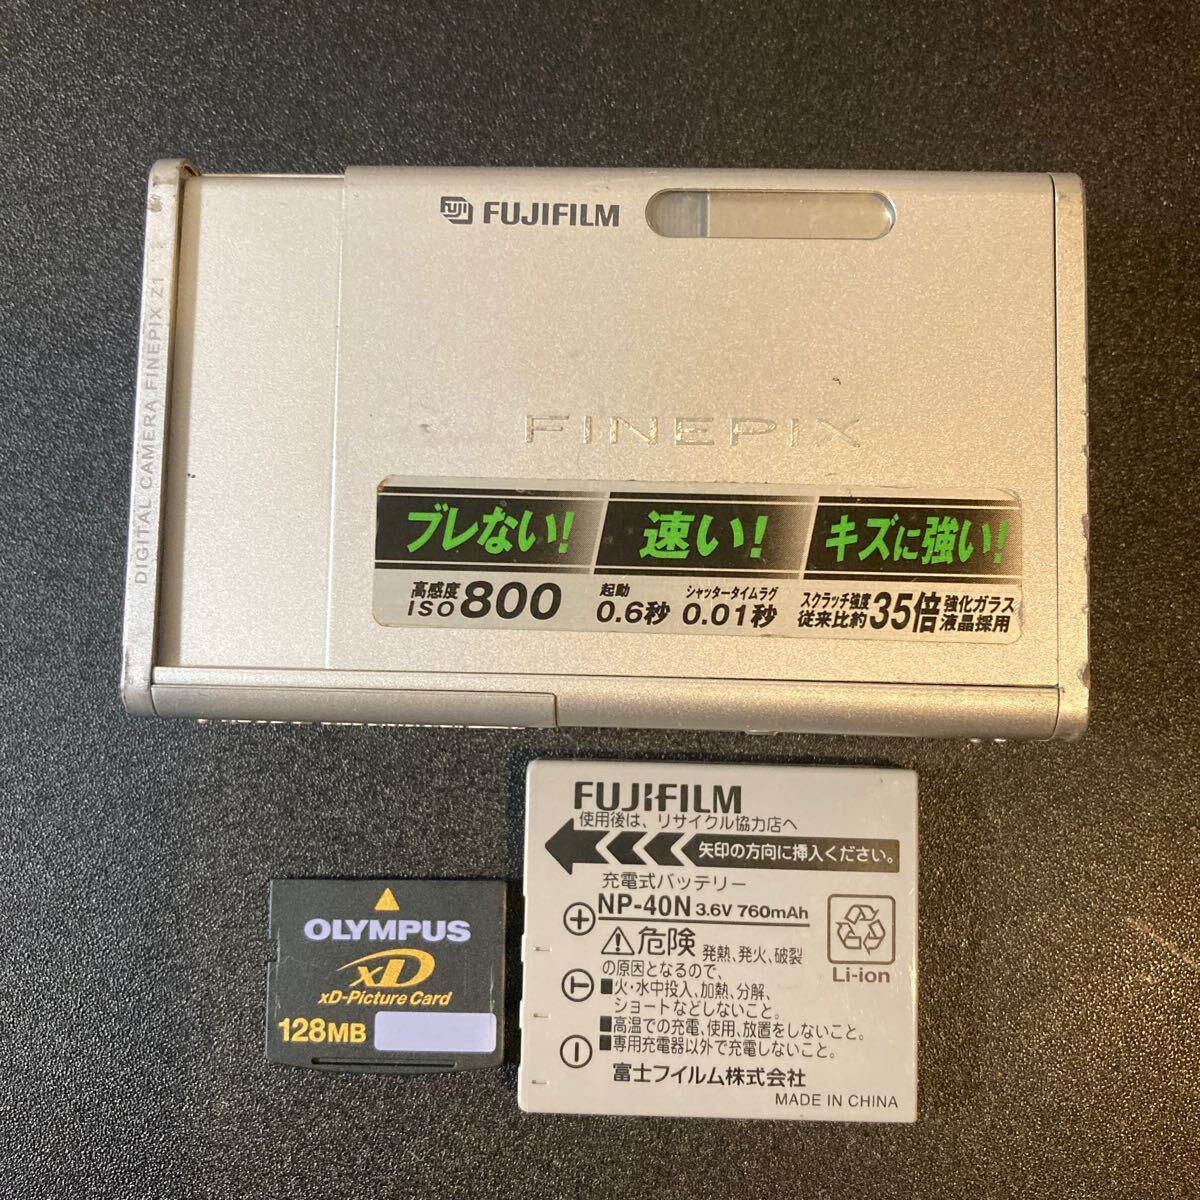 FUJI FUJIFILM
DIGITAL CAMERA FINEPIX Z1
FINEPIX
ブレない! 速い! キズに強い!
高感度 ISO 800
起動 0.6秒
シャッタータイムラグ 0.01秒
スクラッチ強度 従来比約35倍
強化ガラス 液晶採用
FUJIFILM
使用後は、リサイクル協力店へ
矢印の方向に挿入ください。
充電式バッテリー
NP-40N 3.6V 760mAh
危険 発熱、発火、破裂
の原因となるので、
■火・水中投入、加熱、分解、
ショートなどしないこと。
■高温での充電、使用、放置をしないこと。
■専用充電器以外で充電しないこと。
富士フイルム株式会社
MADE IN CHINA
Li-ion
OLYMPUS
xD
xD-Picture Card
128MB